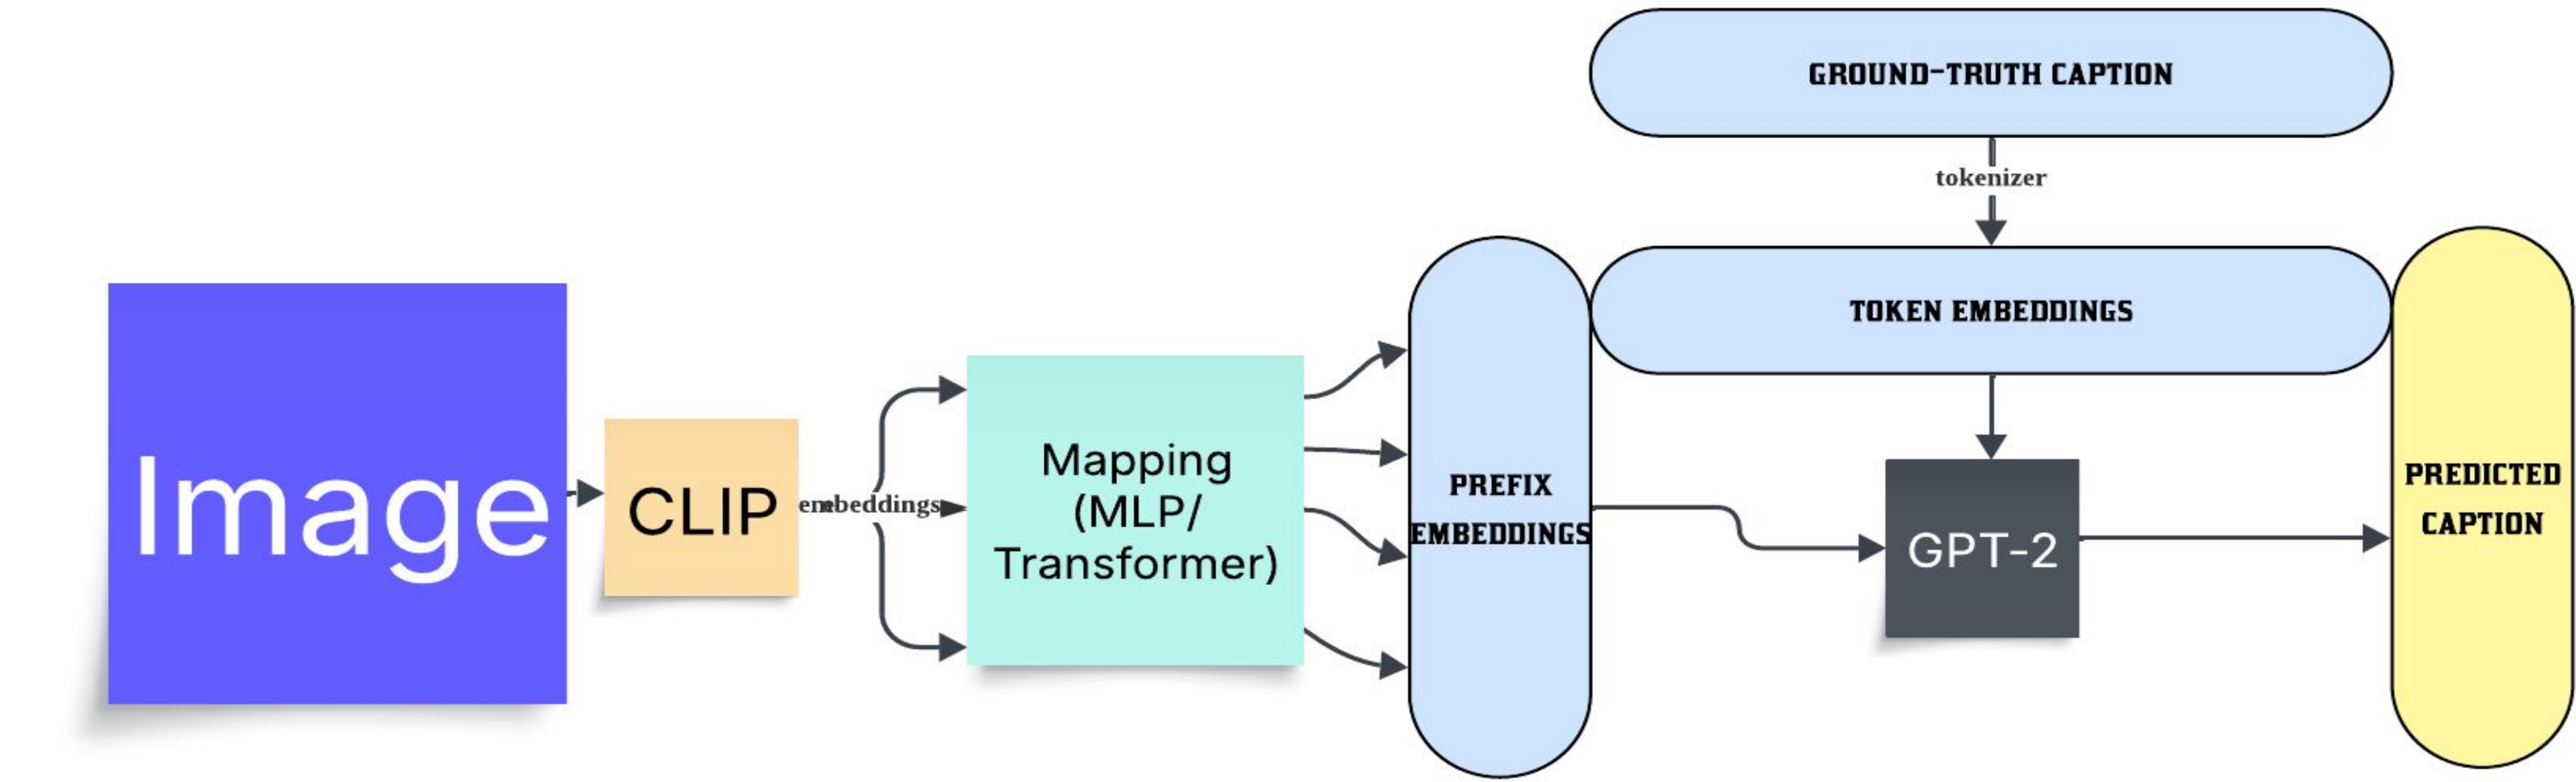 GROUND-TRUTH CAPTION
tokenizer
TOKEN EMBEDDINGS
Image
CLIP
embeddings
Mapping
(MLP/
Transformer)
PREFIX
EMBEDDINGS
GPT-2
PREDICTED
CAPTION